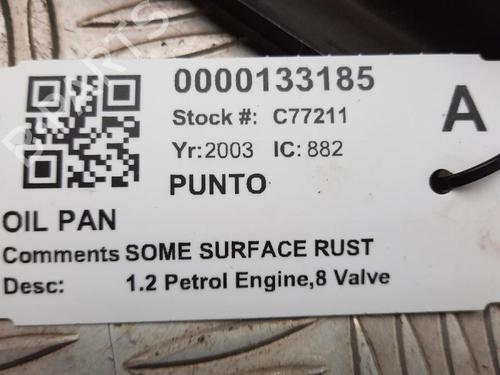 0000133185
Stock #: C77211
A
Yr: 2003 IC: 882
PUNTO
OIL PAN
Comments SOME SURFACE RUST
Desc: 1.2 Petrol Engine,8 Valve